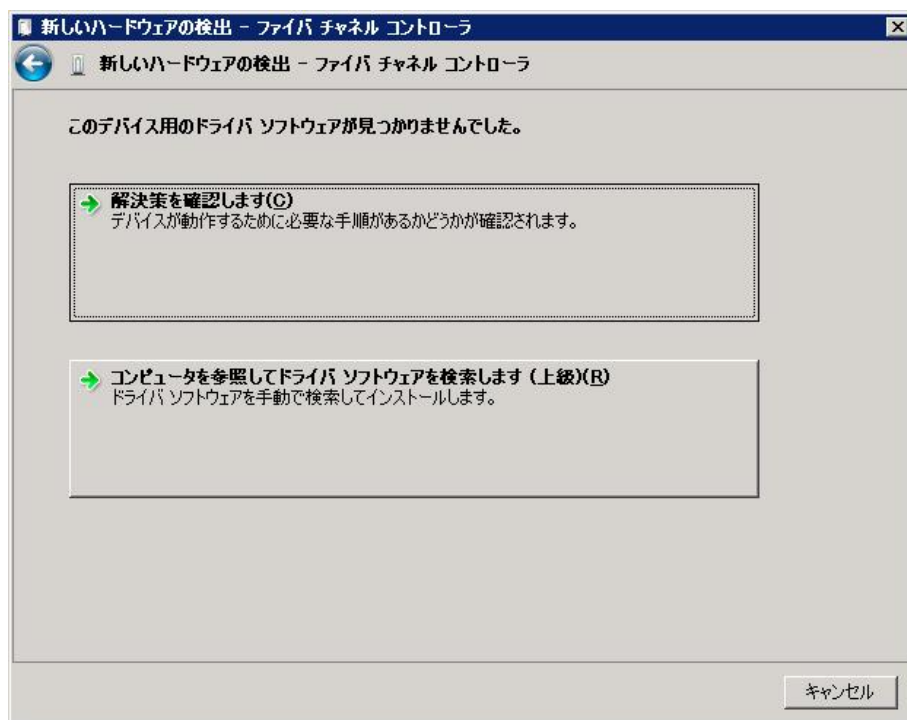 新しいハードウェアの検出 - ファイバ チャネル コントローラ
新しいハードウェアの検出 - ファイバ チャネル コントローラ
このデバイス用のドライバ ソフトウェアが見つかりませんでした。
解決策を確認します(C)
デバイスが動作するために必要な手順があるかどうかが確認されます。
コンピュータを参照してドライバ ソフトウェアを検索します (上級)(R)
ドライバ ソフトウェアを手動で検索してインストールします。
キャンセル